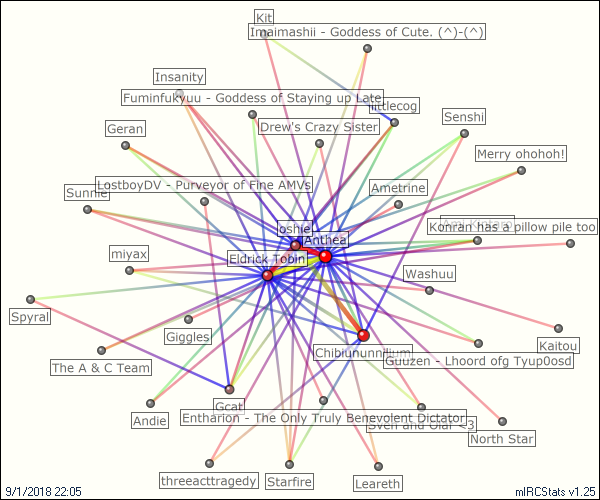 Kit
Imaimashii - Goddess of Cute. (^)-(^)
Insanity
Fuminfukyuu - Goddess of Staying up Late
littlecog
Senshi
Geran
Drew's Crazy Sister
Merry ohohoh!
LostboyDV - Purveyor of Fine AMVs
Ametrine
Sunnie
Konran has a pillow pile too
oshie
Anthea
miyax
Eldrick Tobin
Washuu
Spyral
Giggles
Kaitou
Chibiununnilium
Guuzen - Lhoord ofg Tyup0osd
The A & C Team
Gcat
Andie
Entharion - The Only Truly Benevolent Dictator
Sven and Olaf <3
North Star
threeacttragedy
Starfire
Leareth
9/1/2018 22:05
mIRCStats v1.25